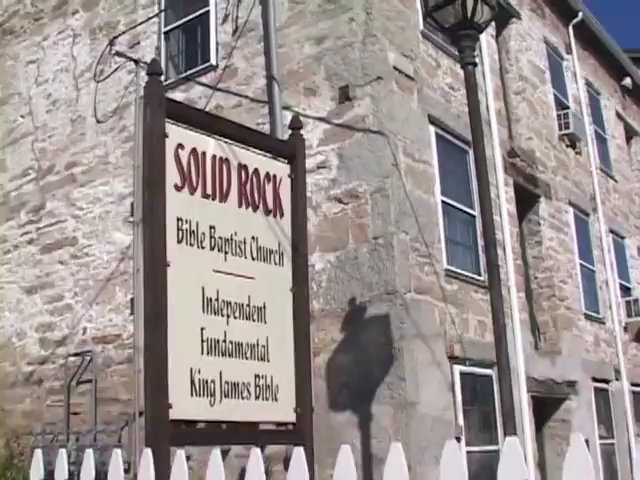 SOLID ROCK
Bible Baptist Church
Independent
Fundamental
King James Bible